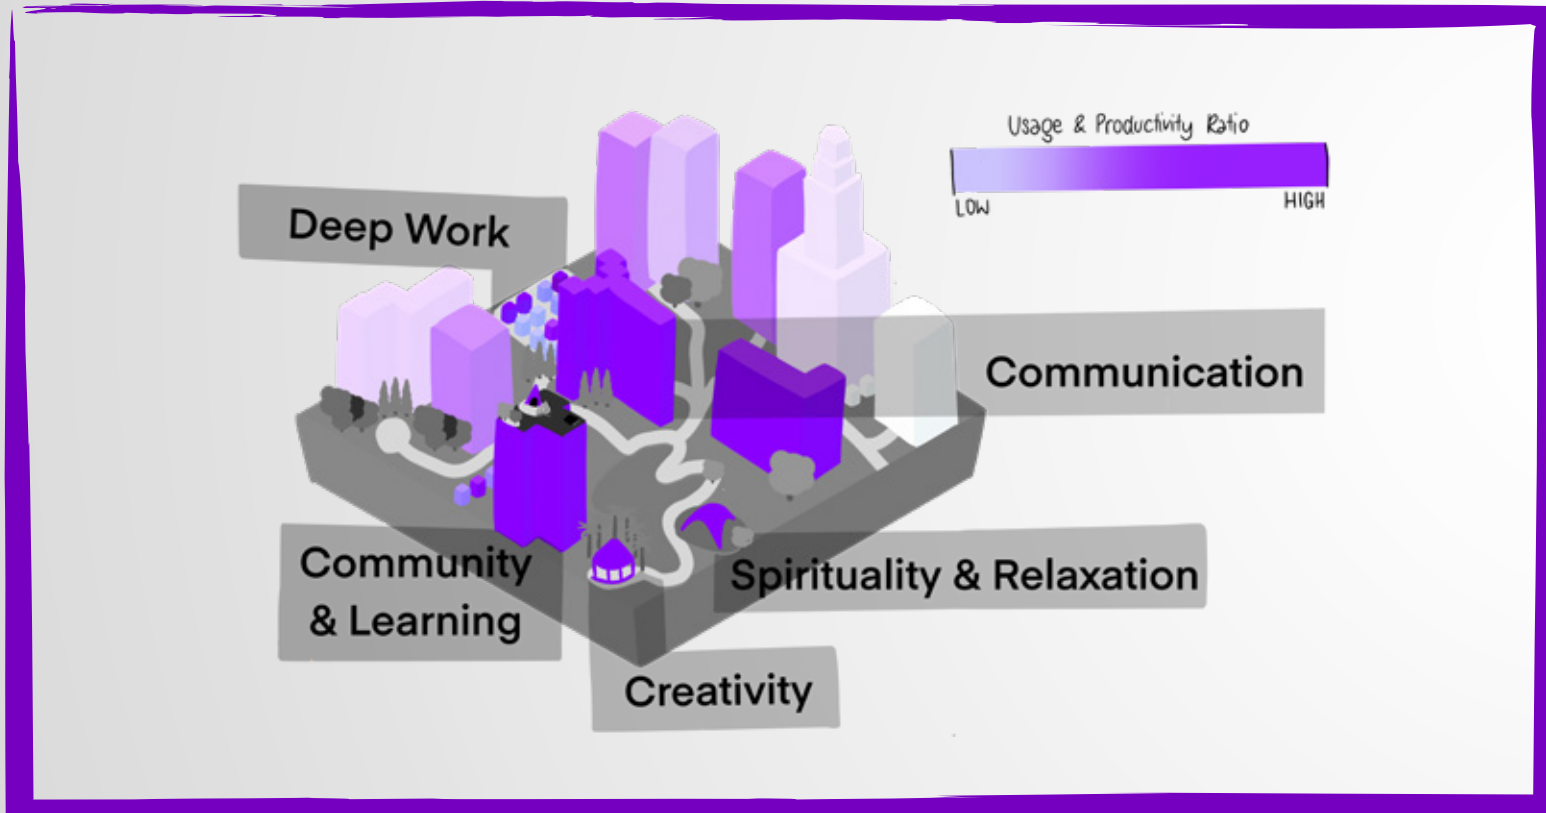 Usage & Productivity Ratio
LOW
HIGH
Deep Work
Communication
Community
& Learning
Spirituality & Relaxation
Creativity